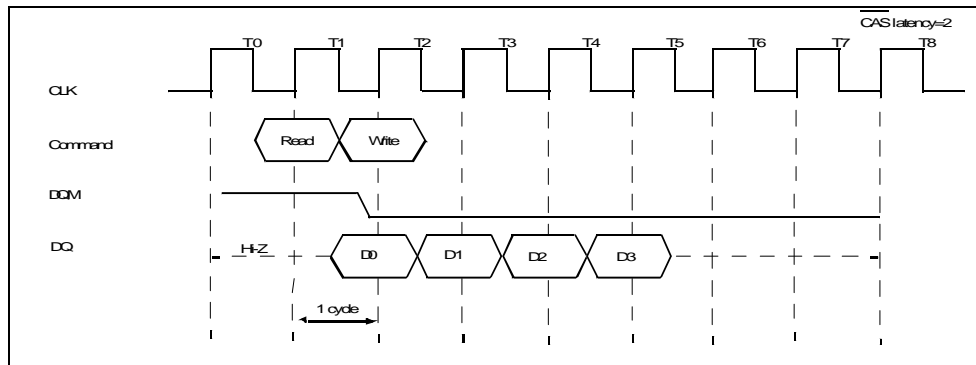 CAS latency=2
T0 T1 T2 T3 T4 T5 T6 T7 T8
CLK
Command Read Write
DQM
DQ Hi-Z D0 D1 D2 D3
1 cycle